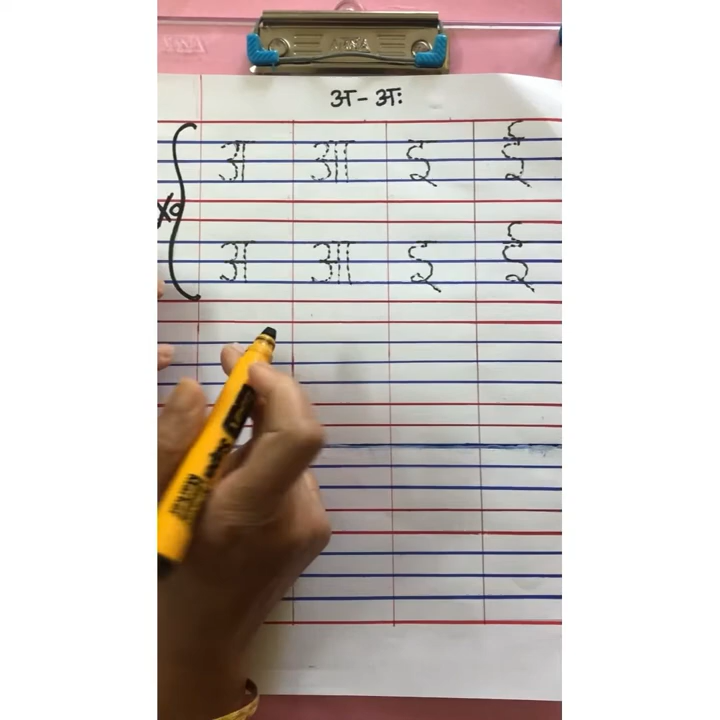 अ - अः
अ आ इ ई
अ आ इ ई